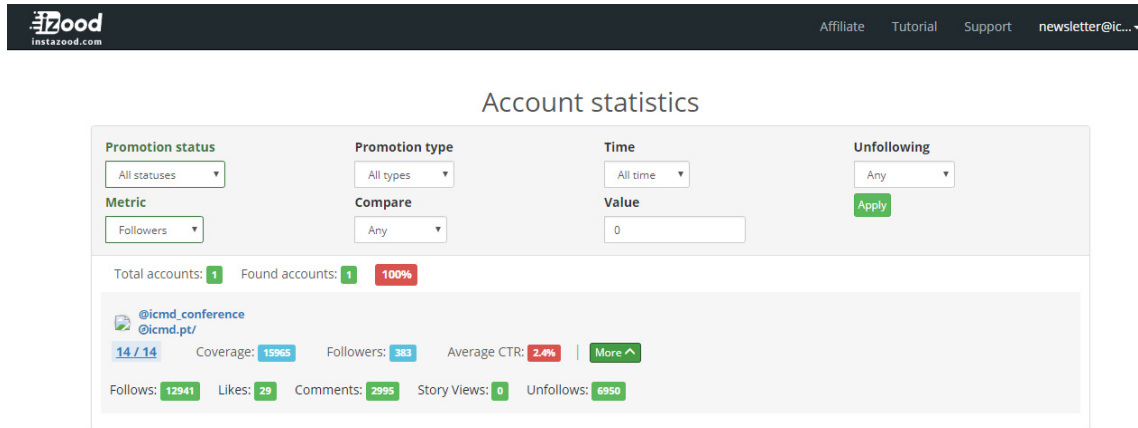 izood
instazood.com
Affiliate Tutorial Support newsletter@ic...
Account statistics
Promotion status Promotion type Time Unfollowing
All statuses All types All time Any
Metric Compare Value Apply
Followers Any 0
Total accounts: 1 Found accounts: 1 100%
@icmd_conference
@icmd.pt/
14 / 14 Coverage: 15965 Followers: 383 Average CTR: 2.4% | More
Follows: 12941 Likes: 29 Comments: 2995 Story Views: 0 Unfollows: 6950